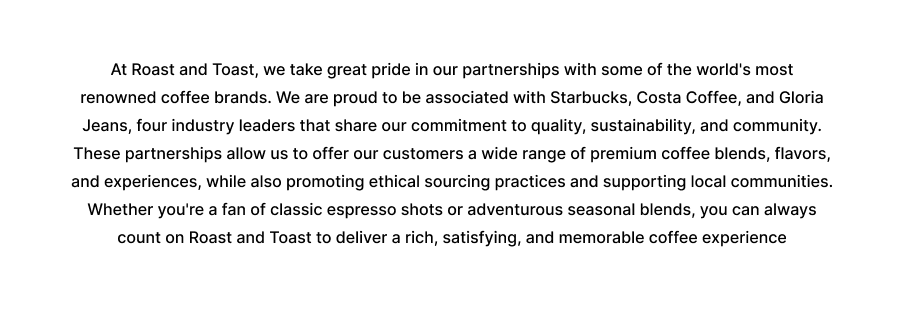 At Roast and Toast, we take great pride in our partnerships with some of the world's most
renowned coffee brands. We are proud to be associated with Starbucks, Costa Coffee, and Gloria
Jeans, four industry leaders that share our commitment to quality, sustainability, and community.
These partnerships allow us to offer our customers a wide range of premium coffee blends, flavors,
and experiences, while also promoting ethical sourcing practices and supporting local communities.
Whether you're a fan of classic espresso shots or adventurous seasonal blends, you can always
count on Roast and Toast to deliver a rich, satisfying, and memorable coffee experience